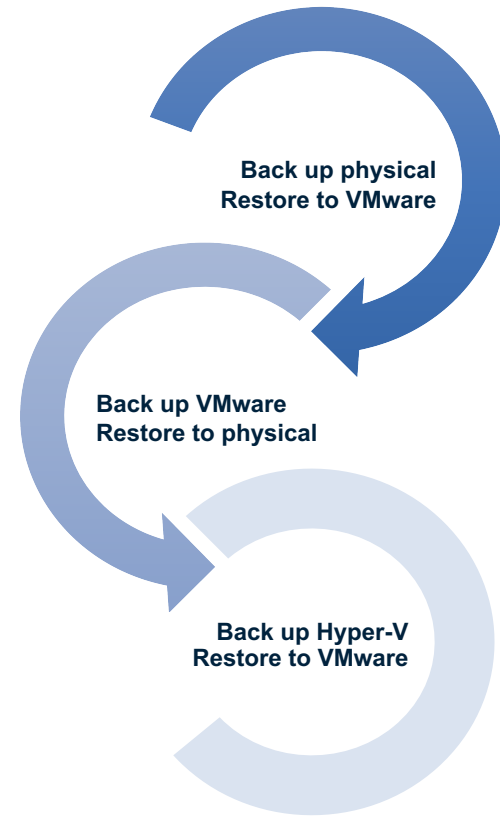 Back up physical
Restore to VMware
Back up VMware
Restore to physical
Back up Hyper-V
Restore to VMware